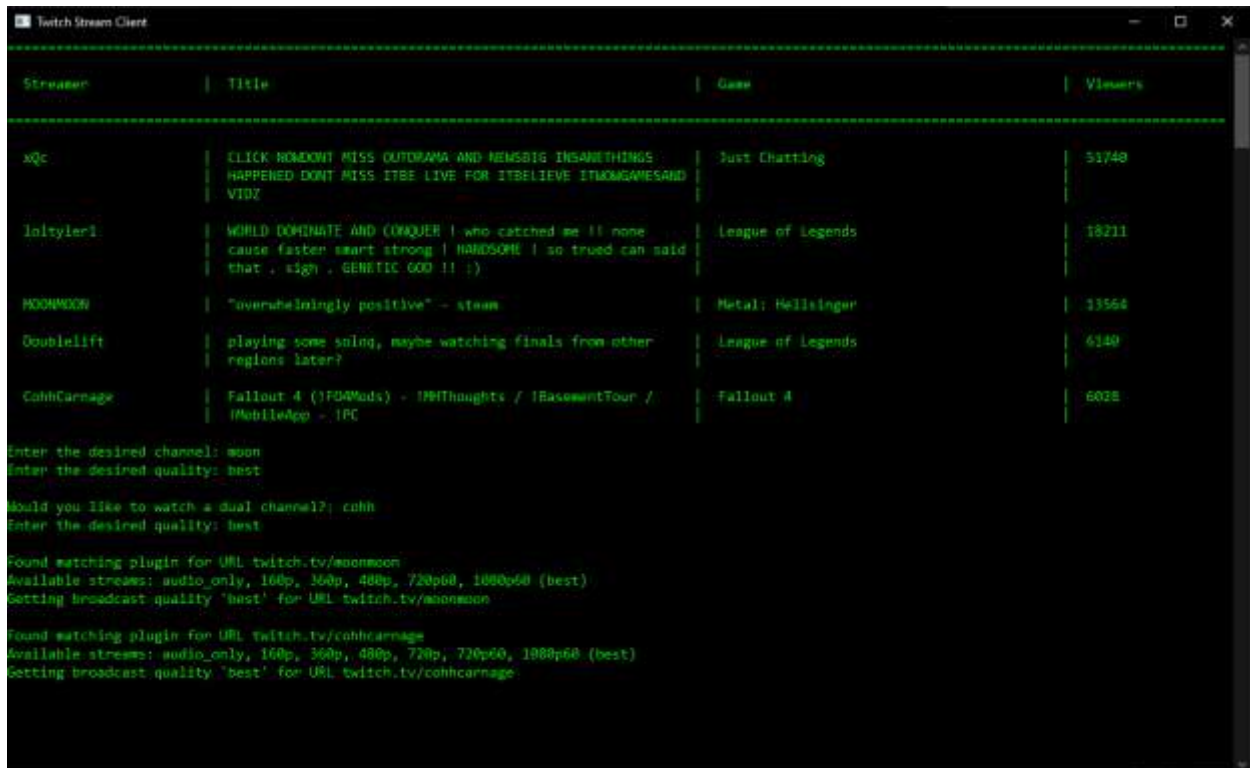 Twitch Stream Client
Streamer | Title | Game | Viewers
xQc | CLICK NOWDONT MISS OUTDRAMA AND NEWSBIG INSANETHINGS | Just Chatting | 51740
| HAPPENED DONT MISS ITBE LIVE FOR ITBELIEVE ITWOWGAMESAND |
| VIDZ |
loltyler1 | WORLD DOMINATE AND CONQUER ! who catched me !! none | League of Legends | 18211
| cause faster smart strong ! HANDSOME ! so trued can said |
| that . sigh . GENETIC GOD !! :) |
MOONMOON | "overwhelmingly positive" - steam | Metal: Hellsinger | 13564
Doublelift | playing some soloq, maybe watching finals from other | League of Legends | 6140
| regions later? |
CohhCarnage | Fallout 4 (!FO4Mods) - !MHThoughts / !BasementTour / | Fallout 4 | 6028
| !MobileApp - !PC |
Enter the desired channel: moon
Enter the desired quality: best
Would you like to watch a dual channel?: cohh
Enter the desired quality: best
Found matching plugin for URL twitch.tv/moonmoon
Available streams: audio_only, 160p, 360p, 480p, 720p60, 1080p60 (best)
Getting broadcast quality 'best' for URL twitch.tv/moonmoon
Found matching plugin for URL twitch.tv/cohhcarnage
Available streams: audio_only, 160p, 360p, 480p, 720p, 720p60, 1080p60 (best)
Getting broadcast quality 'best' for URL twitch.tv/cohhcarnage